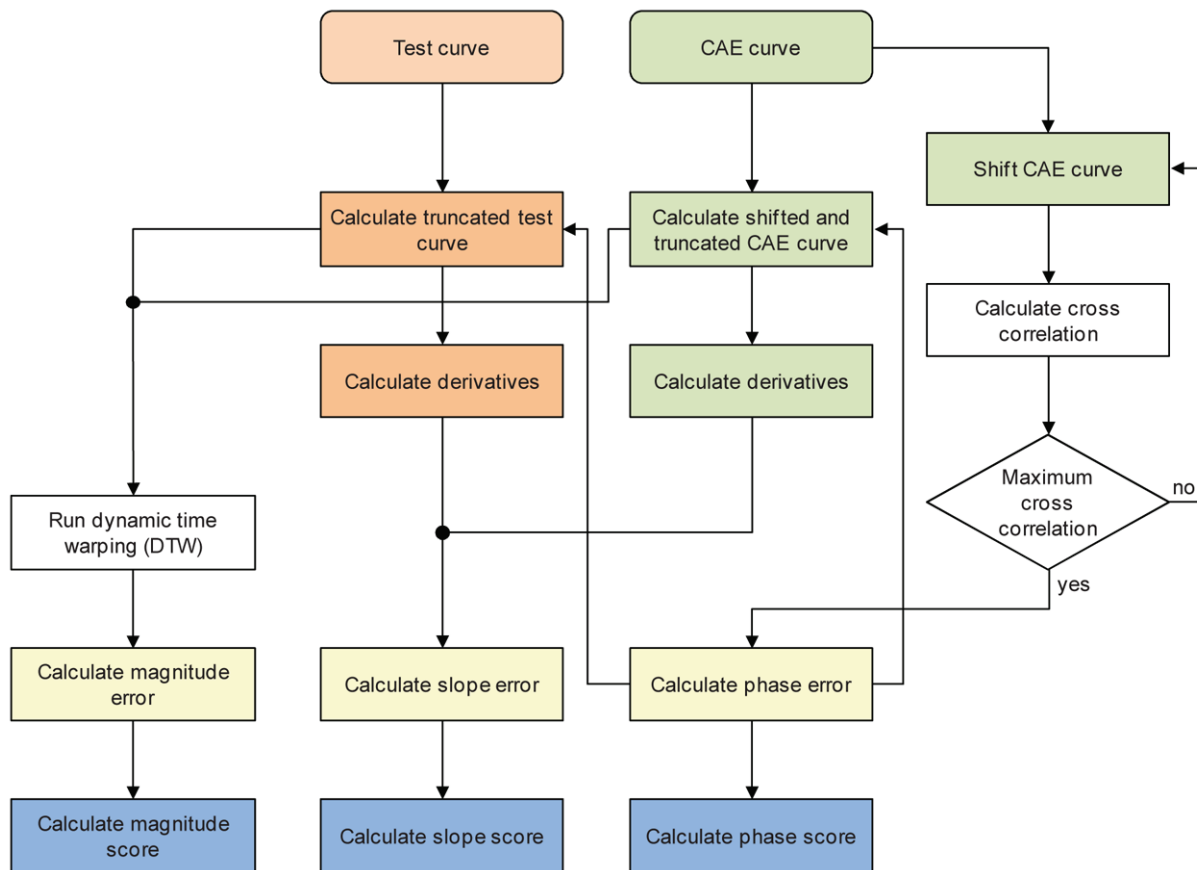 Test curve
CAE curve
Shift CAE curve
Calculate truncated test
curve
Calculate shifted and
truncated CAE curve
Calculate cross
correlation
Calculate derivatives
Calculate derivatives
Maximum
cross
correlation
no
yes
Run dynamic time
warping (DTW)
Calculate magnitude
error
Calculate slope error
Calculate phase error
Calculate magnitude
score
Calculate slope score
Calculate phase score